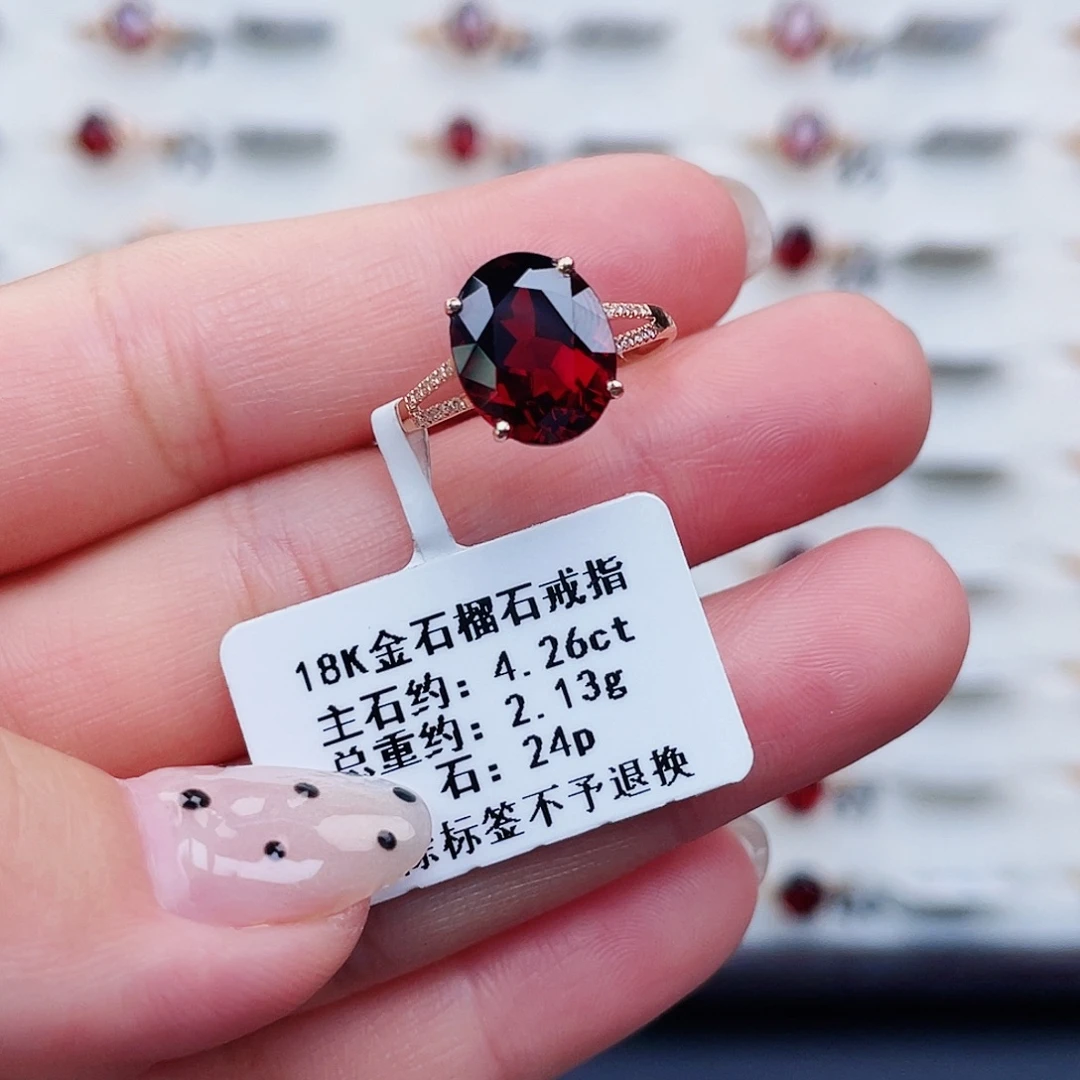 18K金石榴石戒指
主石约: 4.26ct
总重约: 2.13g
石: 24p
标签不予退换